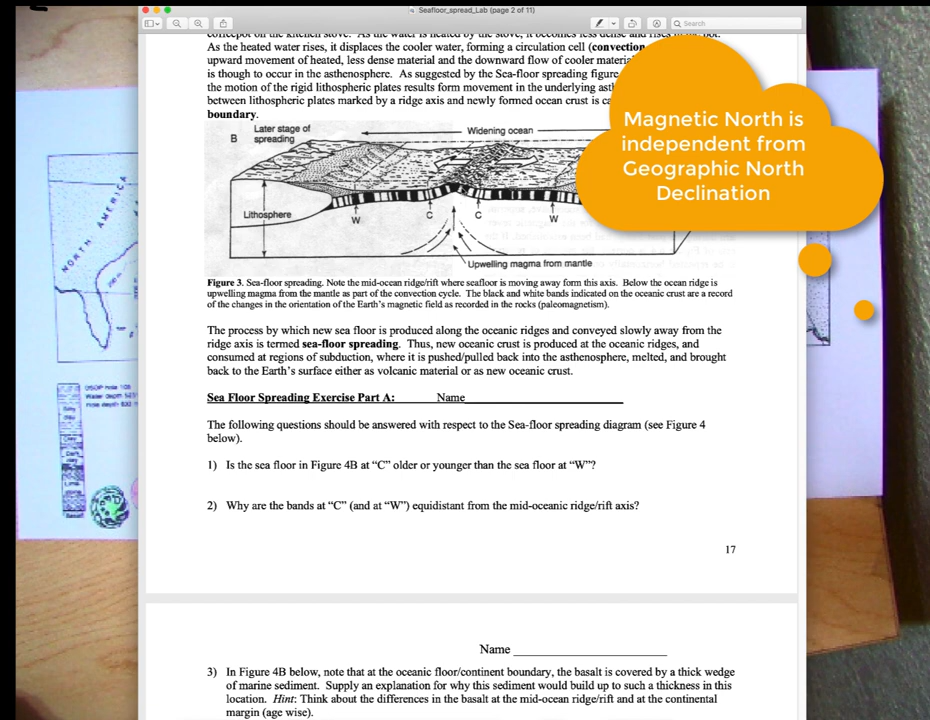 Seafloor_spread_Lab (page 2 of 11)
Search
As the heated water rises, it displaces the cooler water, forming a circulation cell (convection
upward movement of heated, less dense material and the downward flow of cooler
is though to occur in the asthenosphere. As suggested by the Sea-floor spreading figure
the motion of the rigid lithospheric plates results form movement in the underlying
between lithospheric plates marked by a ridge axis and newly formed ocean crust is
boundary.
Magnetic North is
independent from
Geographic North
Declination
B
Later stage of
spreading
Widening ocean
Lithosphere
W
C
C
W
Upwelling magma from mantle
NORTH AMERICA
Figure 3. Sea-floor spreading. Note the mid-ocean ridge/rift where seafloor is moving away form this axis. Below the ocean ridge is
upwelling magma from the mantle as part of the convection cycle. The black and white bands indicated on the oceanic crust are a record
of the changes in the orientation of the Earth's magnetic field as recorded in the rocks (paleomagnetism).
The process by which new sea floor is produced along the oceanic ridges and conveyed slowly away from the
ridge axis is termed sea-floor spreading. Thus, new oceanic crust is produced at the oceanic ridges, and
consumed at regions of subduction, where it is pushed/pulled back into the asthenosphere, melted, and brought
back to the Earth's surface either as volcanic material or as new oceanic crust.
Sea Floor Spreading Exercise Part A: Name
The following questions should be answered with respect to the Sea-floor spreading diagram (see Figure 4
below).
1) Is the sea floor in Figure 4B at “C” older or younger than the sea floor at “W”?
2) Why are the bands at “C” (and at “W”) equidistant from the mid-oceanic ridge/rift axis?
17
Name
3) In Figure 4B below, note that at the oceanic floor/continent boundary, the basalt is covered by a thick wedge
of marine sediment. Supply an explanation for why this sediment would build up to such a thickness in this
location. Hint: Think about the differences in the basalt at the mid-ocean ridge/rift and at the continental
margin (age wise).